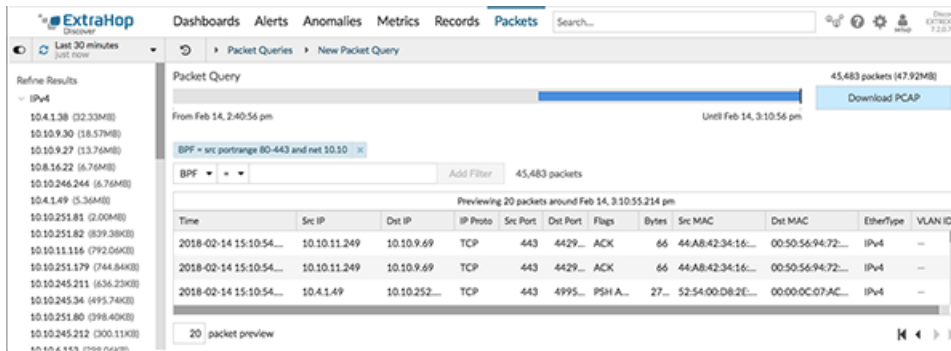 ExtraHop
Discover
Dashboards Alerts Anomalies Metrics Records Packets Search...
setup
Last 30 minutes
just now
Packet Queries New Packet Query
Refine Results
IPv4
10.4.1.38 (32.33MB)
10.10.9.30 (18.57MB)
10.10.9.27 (13.76MB)
10.8.16.22 (6.76MB)
10.10.246.244 (6.76MB)
10.4.1.49 (5.36MB)
10.10.251.81 (2.00MB)
10.10.251.82 (839.38KB)
10.10.11.116 (792.06KB)
10.10.251.179 (744.84KB)
10.10.245.211 (636.23KB)
10.10.245.34 (495.74KB)
10.10.251.80 (398.40KB)
10.10.245.212 (300.11KB)
Packet Query
45,483 packets (47.92MB)
Download PCAP
From Feb 14, 2:40:56 pm
Until Feb 14, 3:10:56 pm
BPF = src portrange 80-443 and net 10.10 ×
BPF = Add Filter 45,483 packets
Previewing 20 packets around Feb 14, 3:10:55.214 pm
Time Src IP Dst IP IP Proto Src Port Dst Port Flags Bytes Src MAC Dst MAC EtherType VLAN ID
2018-02-14 15:10:54.... 10.10.11.249 10.10.9.69 TCP 443 4429... ACK 66 44:A8:42:34:16:... 00:50:56:94:72:... IPv4 --
2018-02-14 15:10:54.... 10.10.11.249 10.10.9.69 TCP 443 4429... ACK 66 44:A8:42:34:16:... 00:50:56:94:72:... IPv4 --
2018-02-14 15:10:54.... 10.4.1.49 10.10.252.... TCP 443 4995... PSH A... 27... 52:54:00:D8:2E:... 00:00:0C:07:AC... IPv4 --
20 packet preview